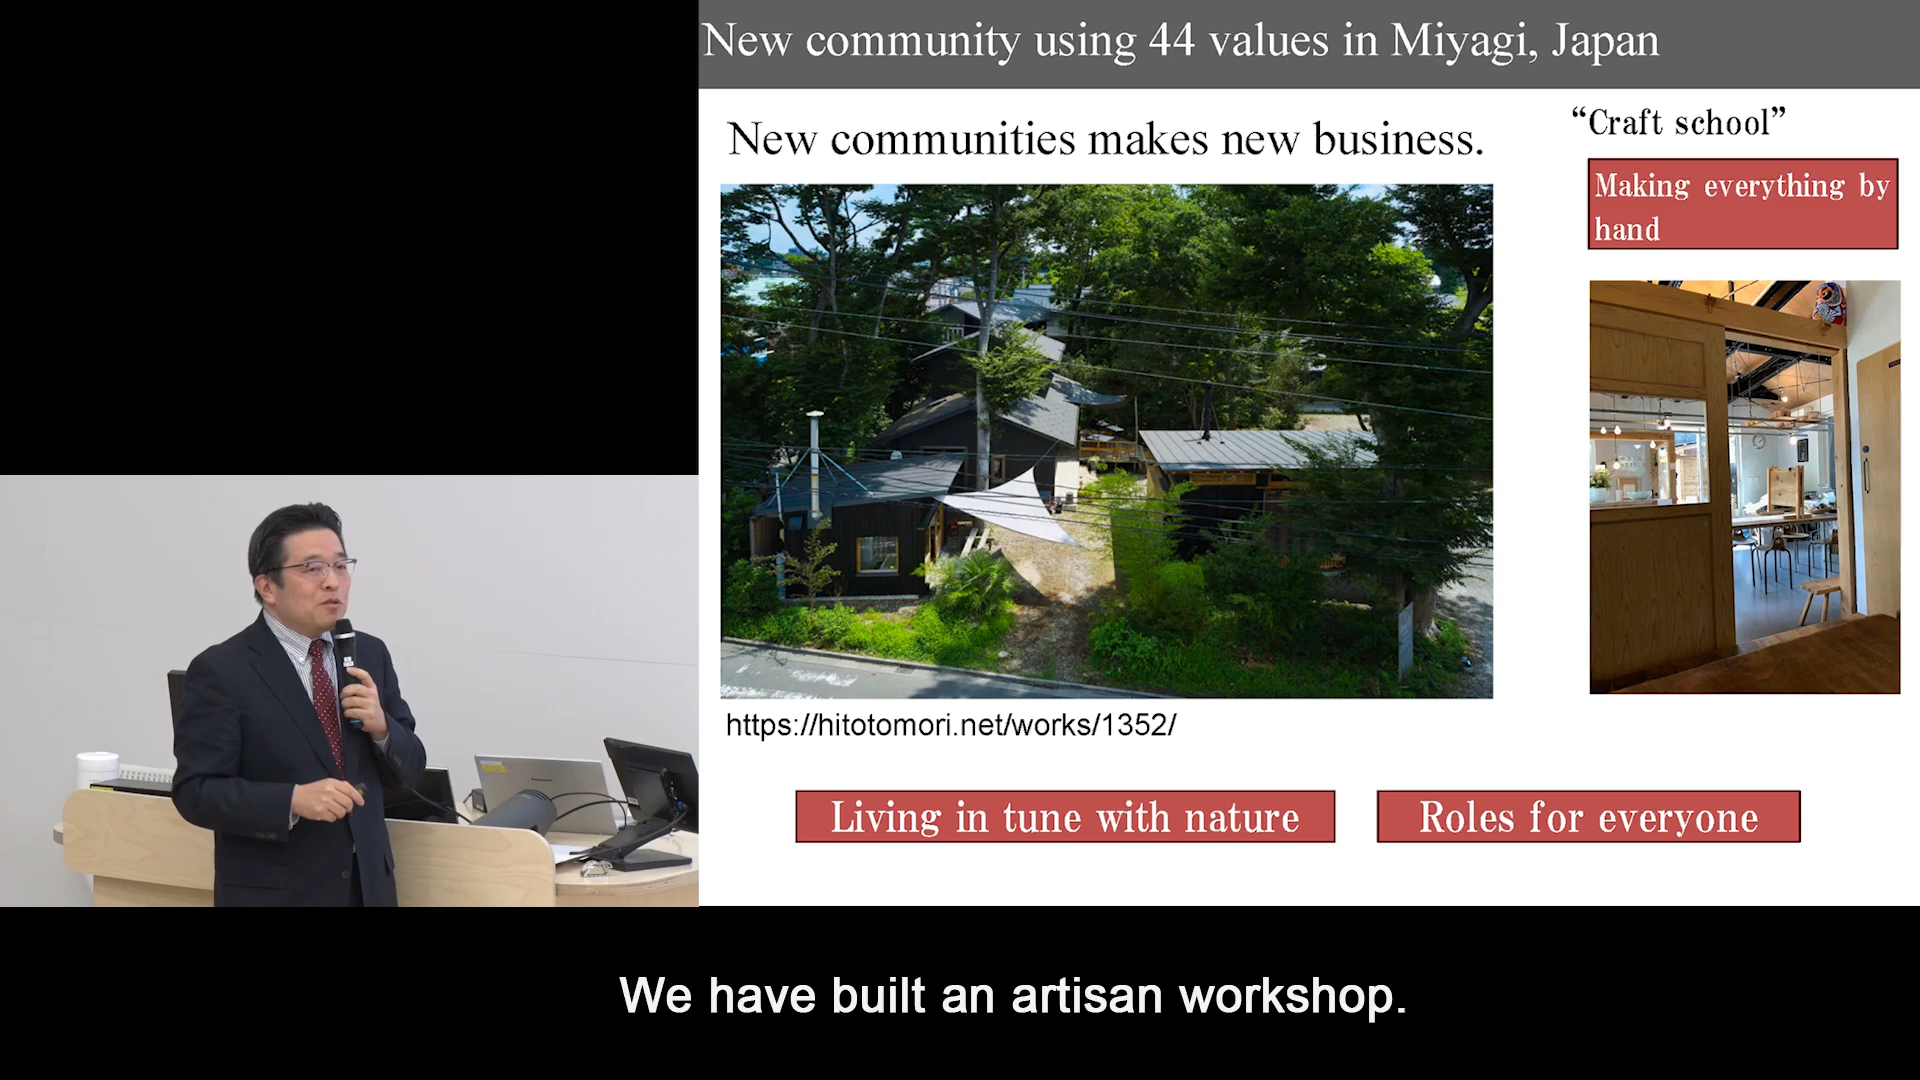 New community using 44 values in Miyagi, Japan
New communities makes new business.
“Craft school”
Making everything by
hand
https://hitotomori.net/works/1352/
Living in tune with nature
Roles for everyone
We have built an artisan workshop.